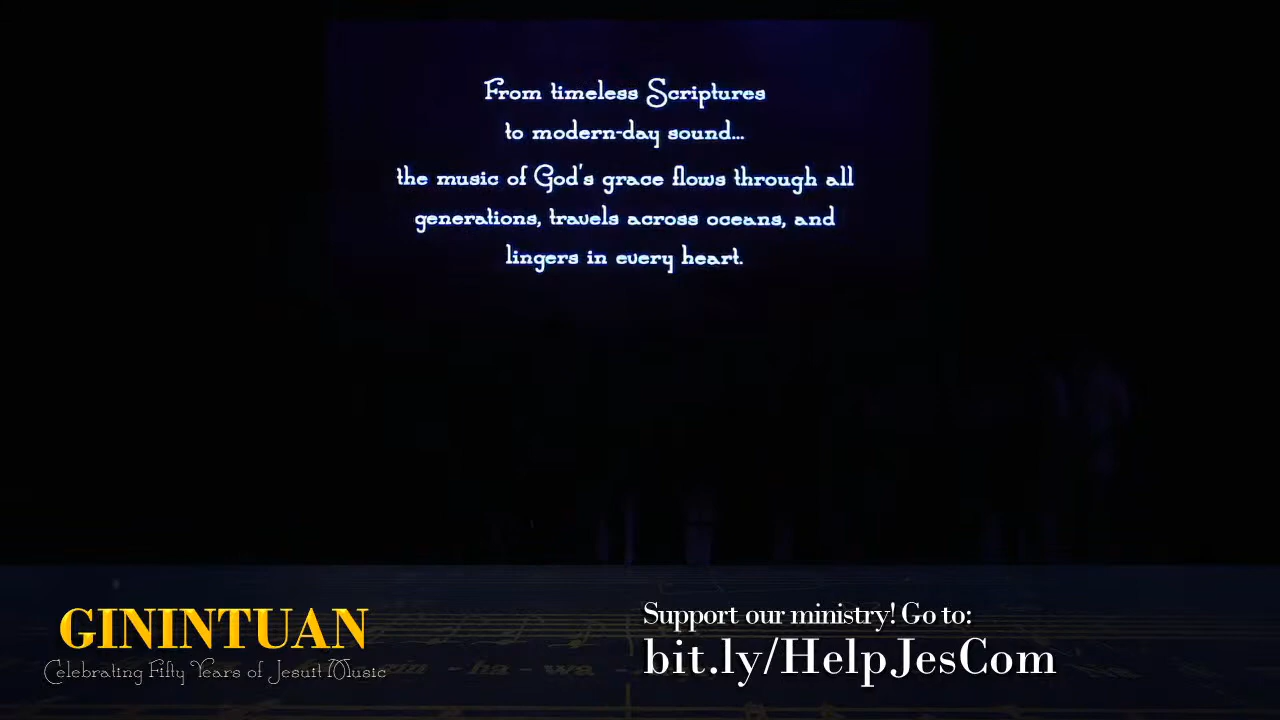 From timeless Scriptures
to modern-day sound...
the music of God's grace flows through all
generations, travels across oceans, and
lingers in every heart.
GININTUAN
Celebrating Fifty Years of Jesuit Music
Support our ministry! Go to:
bit.ly/HelpJesCom
- ha - wa -